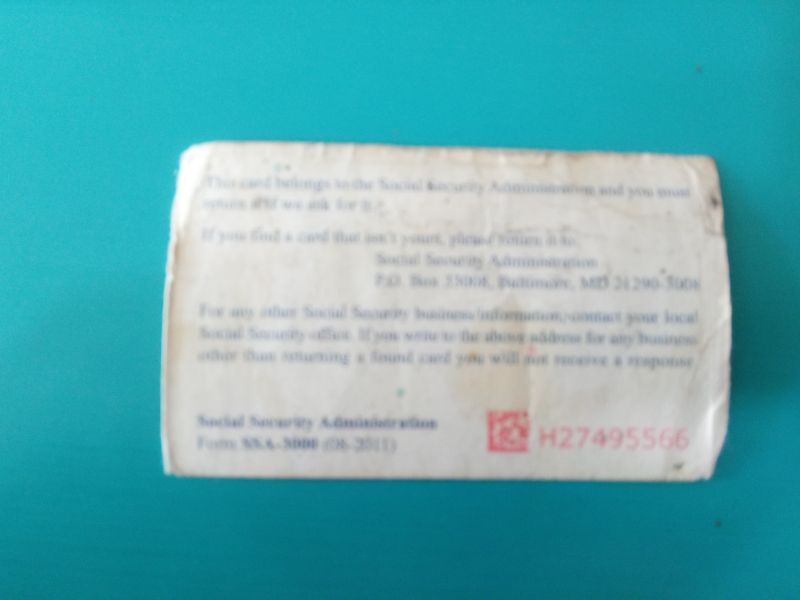 This card belongs to the Social Security Administration and you must
return it if we ask for it.
If you find a card that isn't yours, please return it to:
Social Security Administration
P.O. Box 33008, Baltimore, MD 21290-3008
For any other Social Security business/information, contact your local
Social Security office. If you write to the above address for any business
other than returning a found card you will not receive a response.
Social Security Administration
Form SSA-3000 (08-2011)
H27495566